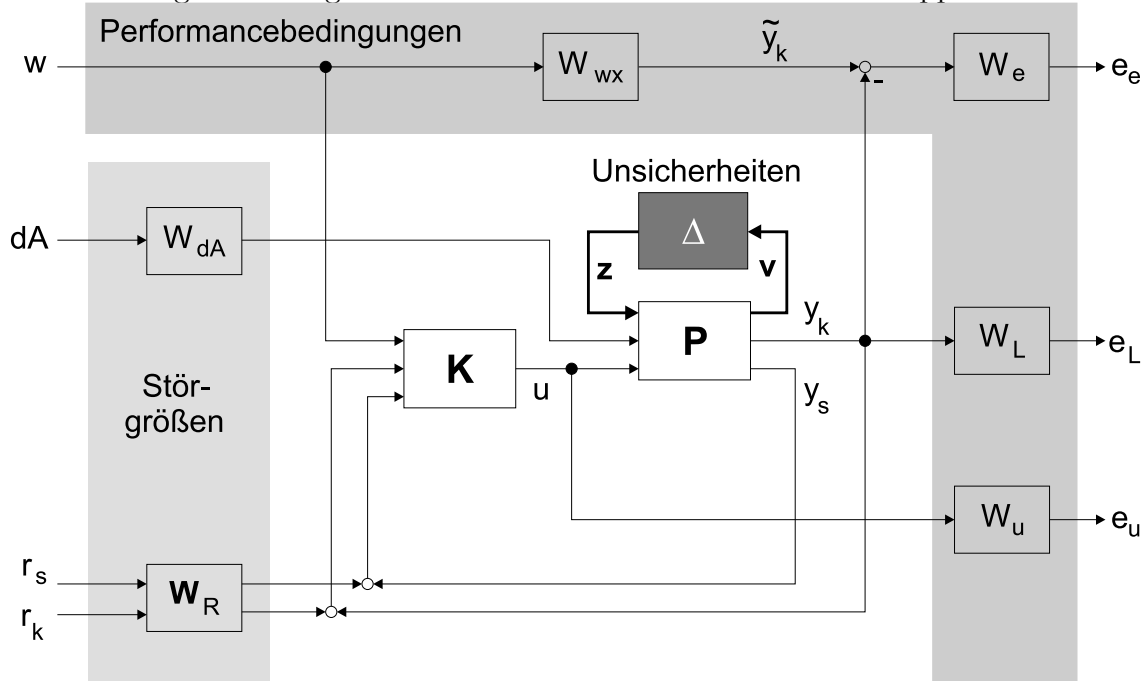 Performancebedingungen
w
W wx
ỹ k
-
W e
e e
Unsicherheiten
dA
W dA
Δ
z
v
P
y k
W L
e L
K
u
y s
Stör-
größen
W u
e u
r s
W R
r k